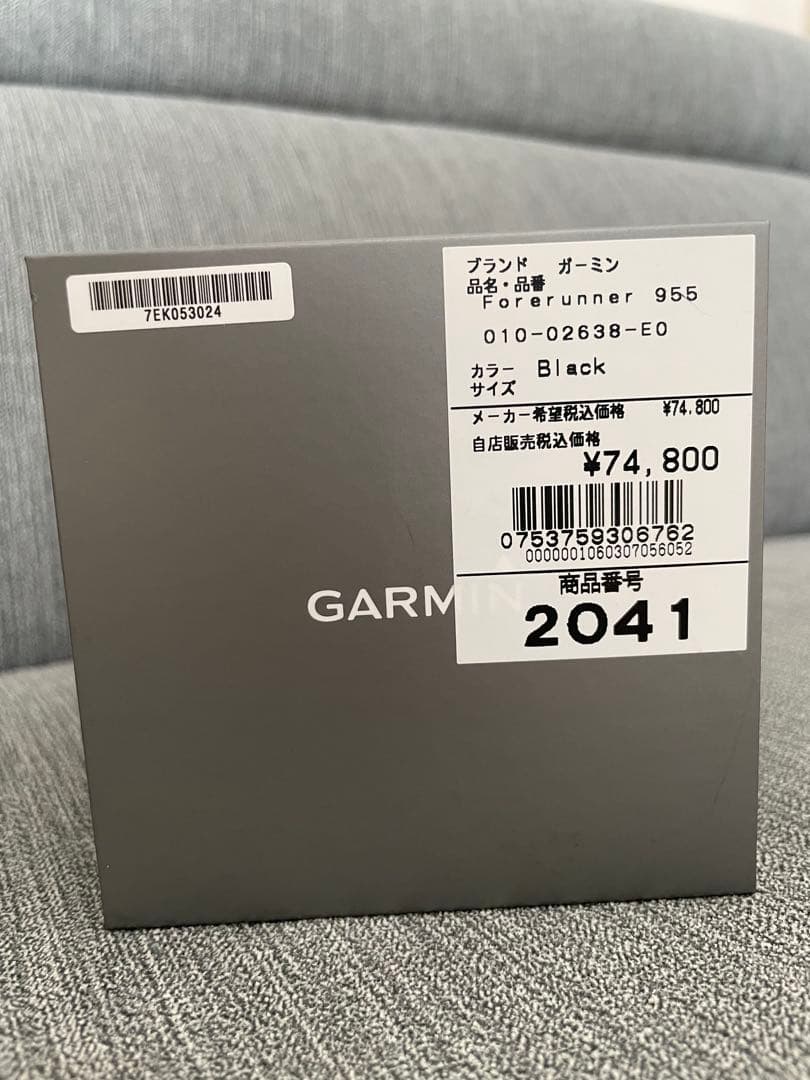 7EK053024
ブランド ガーミン
品名・品番
Forerunner 955
010-02638-E0
カラー Black
サイズ
メーカー希望税込価格 ¥74,800
自店販売税込価格
¥74,800
0753759306762
0000001060307056052
商品番号
2041
GARMIN